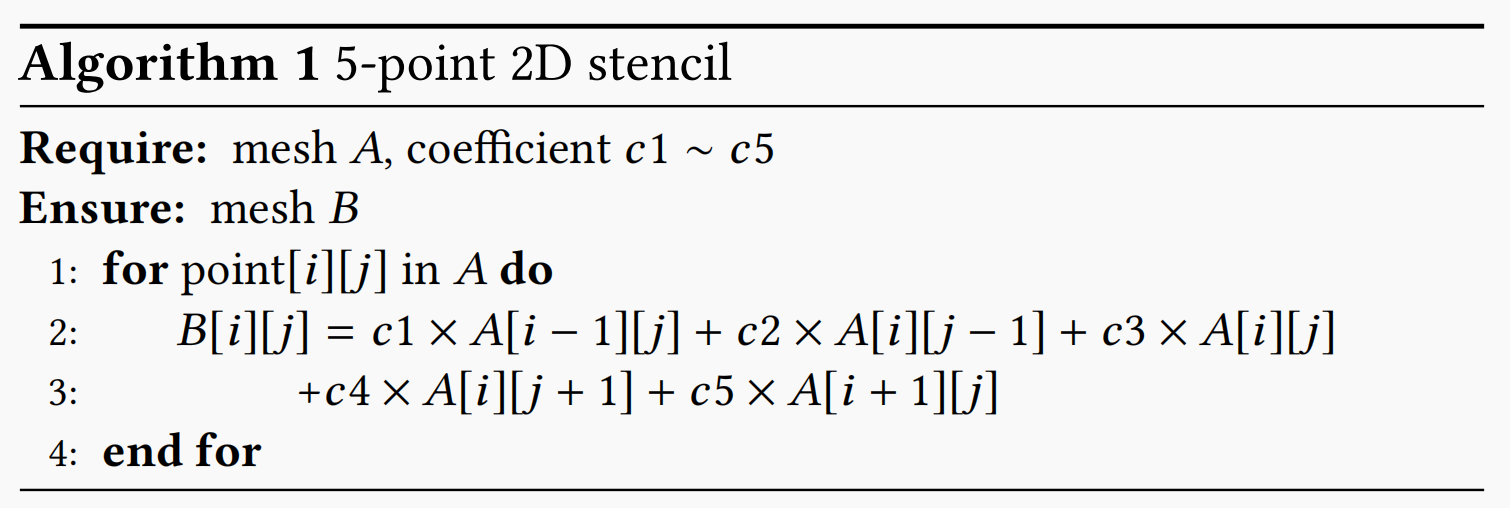 Algorithm 1 5-point 2D stencil
Require: mesh A, coefficient c1 ~ c5
Ensure: mesh B
1: for point[i][j] in A do
2: B[i][j] = c1 × A[i − 1][j] + c2 × A[i][j − 1] + c3 × A[i][j]
3: +c4 × A[i][j + 1] + c5 × A[i + 1][j]
4: end for